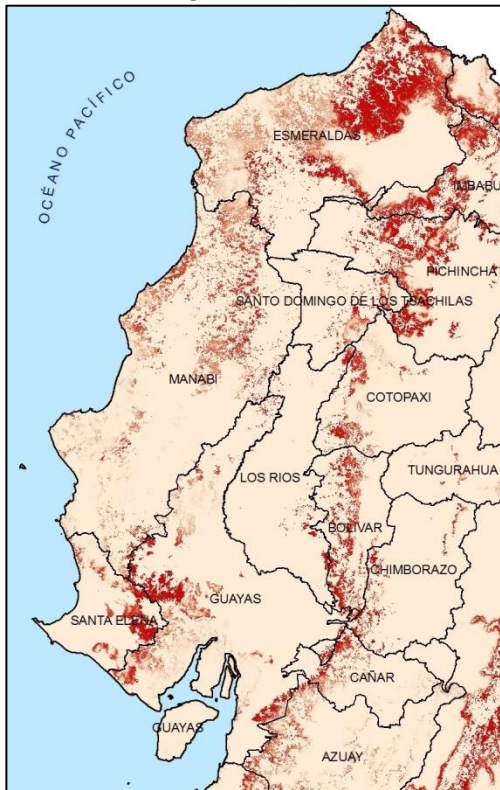 OCÉANO PACÍFICO
ESMERALDAS
IMBABU
PICHINCHA
SANTO DOMINGO DE LOS TSACHILAS
MANABI
COTOPAXI
LOS RIOS
TUNGURAHUA
BOLIVAR
CHIMBORAZO
GUAYAS
SANTA ELENA
CAÑAR
GUAYAS
AZUAY